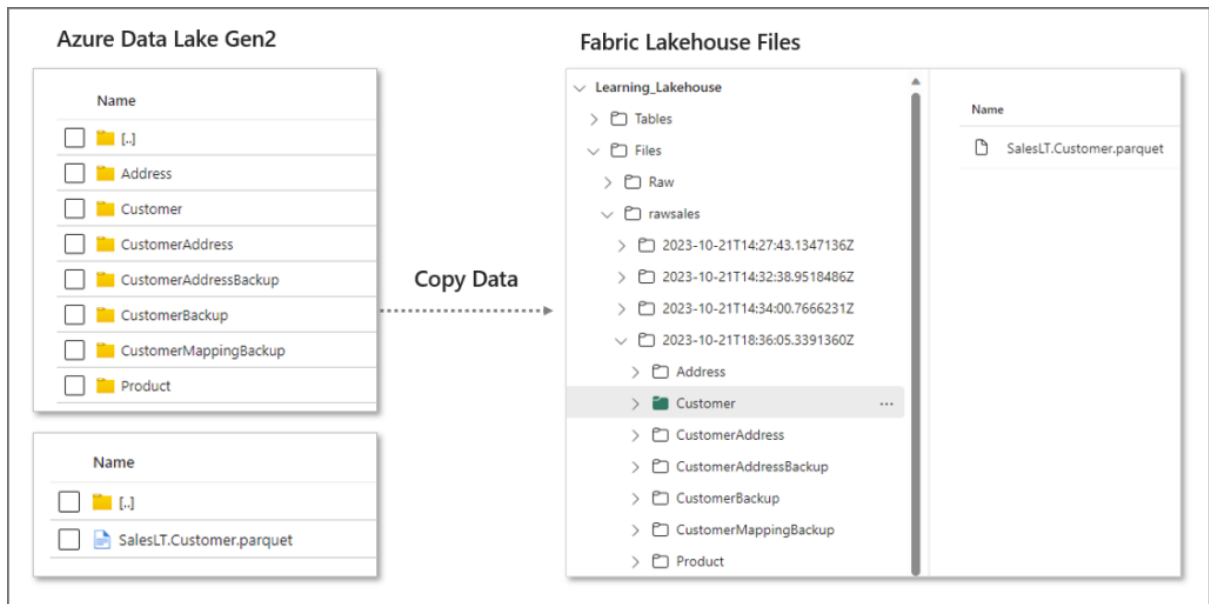 Azure Data Lake Gen2
Name
[..]
Address
Customer
CustomerAddress
CustomerAddressBackup
CustomerBackup
CustomerMappingBackup
Product
Name
[..]
SalesLT.Customer.parquet
Copy Data
Fabric Lakehouse Files
Learning_Lakehouse
Tables
Files
Raw
rawsales
2023-10-21T14:27:43.1347136Z
2023-10-21T14:32:38.9518486Z
2023-10-21T14:34:00.7666231Z
2023-10-21T18:36:05.3391360Z
Address
Customer
CustomerAddress
CustomerAddressBackup
CustomerBackup
CustomerMappingBackup
Product
Name
SalesLT.Customer.parquet